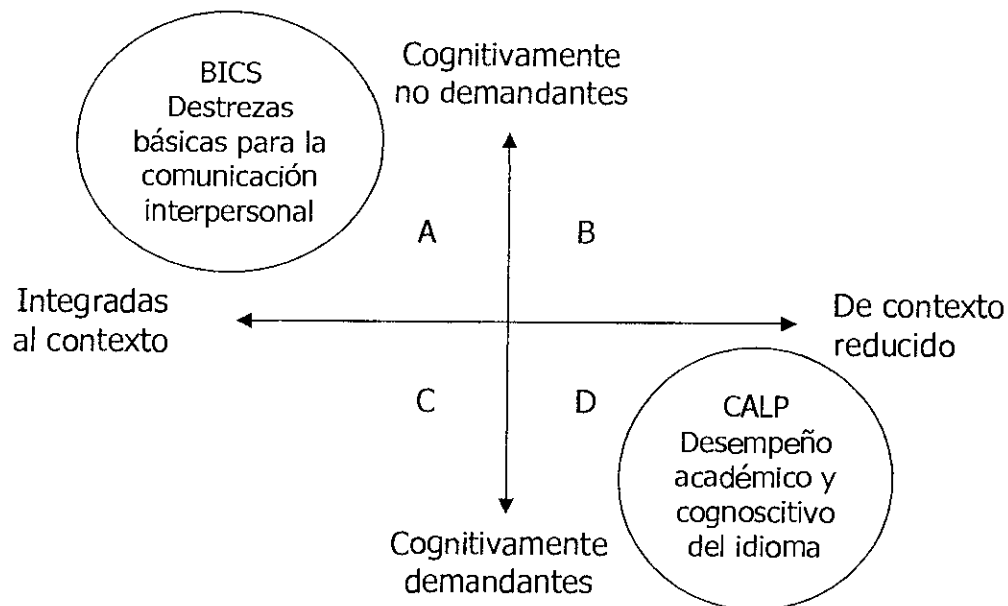 BICS
Destrezas
básicas para la
comunicación
interpersonal
Cognitivamente
no demandantes
A
B
Integradas
al contexto
De contexto
reducido
C
D
CALP
Desempeño
académico y
cognoscitivo
del idioma
Cognitivamente
demandantes